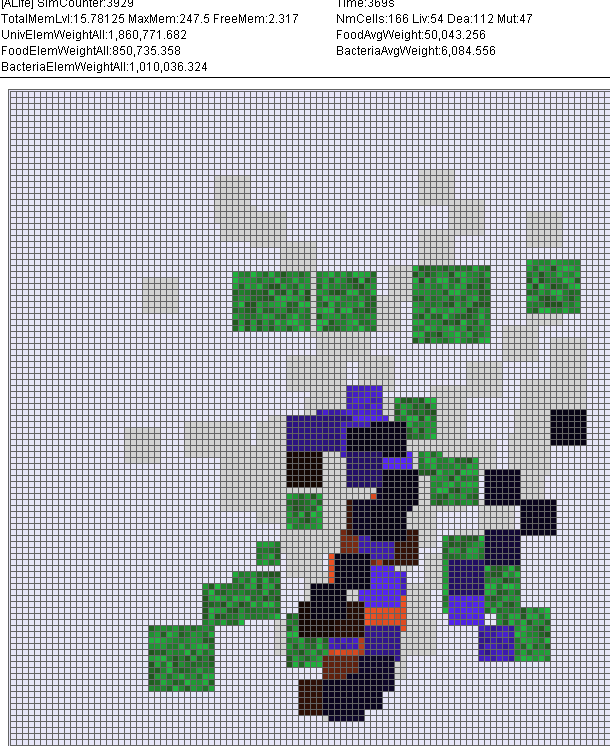 [ALife] SimCounter:3929 Time:369s
TotalMemLvl:15.78125 MaxMem:247.5 FreeMem:2.317 NmCells:166 Liv:54 Dea:112 Mut:47
UnivElemWeightAll:1,860,771.682 FoodAvgWeight:50,043.256
FoodElemWeightAll:850,735.358 BacteriaAvgWeight:6,084.556
BacteriaElemWeightAll:1,010,036.324